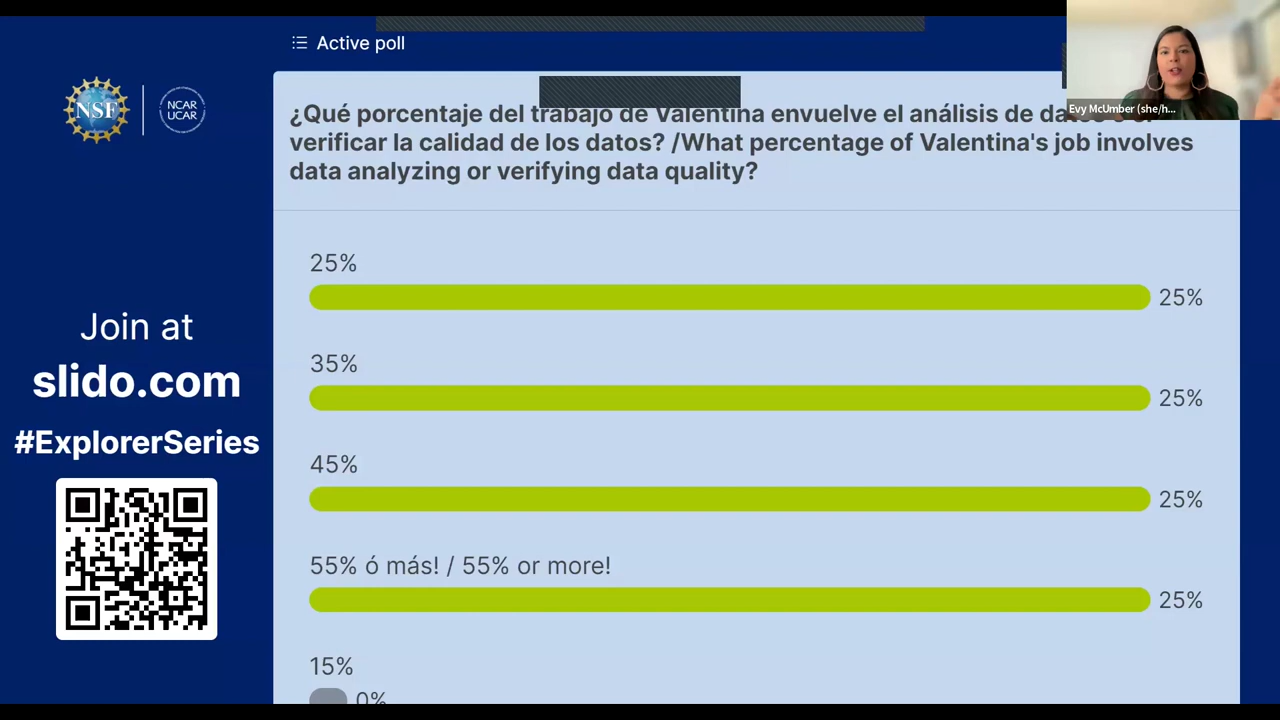 Active poll
NSF
NCAR
UCAR
Evy McUmber (she/h...
¿Qué porcentaje del trabajo de Valentina envuelve el análisis de
verificar la calidad de los datos? /What percentage of Valentina's job involves
data analyzing or verifying data quality?
25%
25%
35%
25%
45%
25%
55% ó más! / 55% or more!
25%
15%
0%
Join at
slido.com
#ExplorerSeries